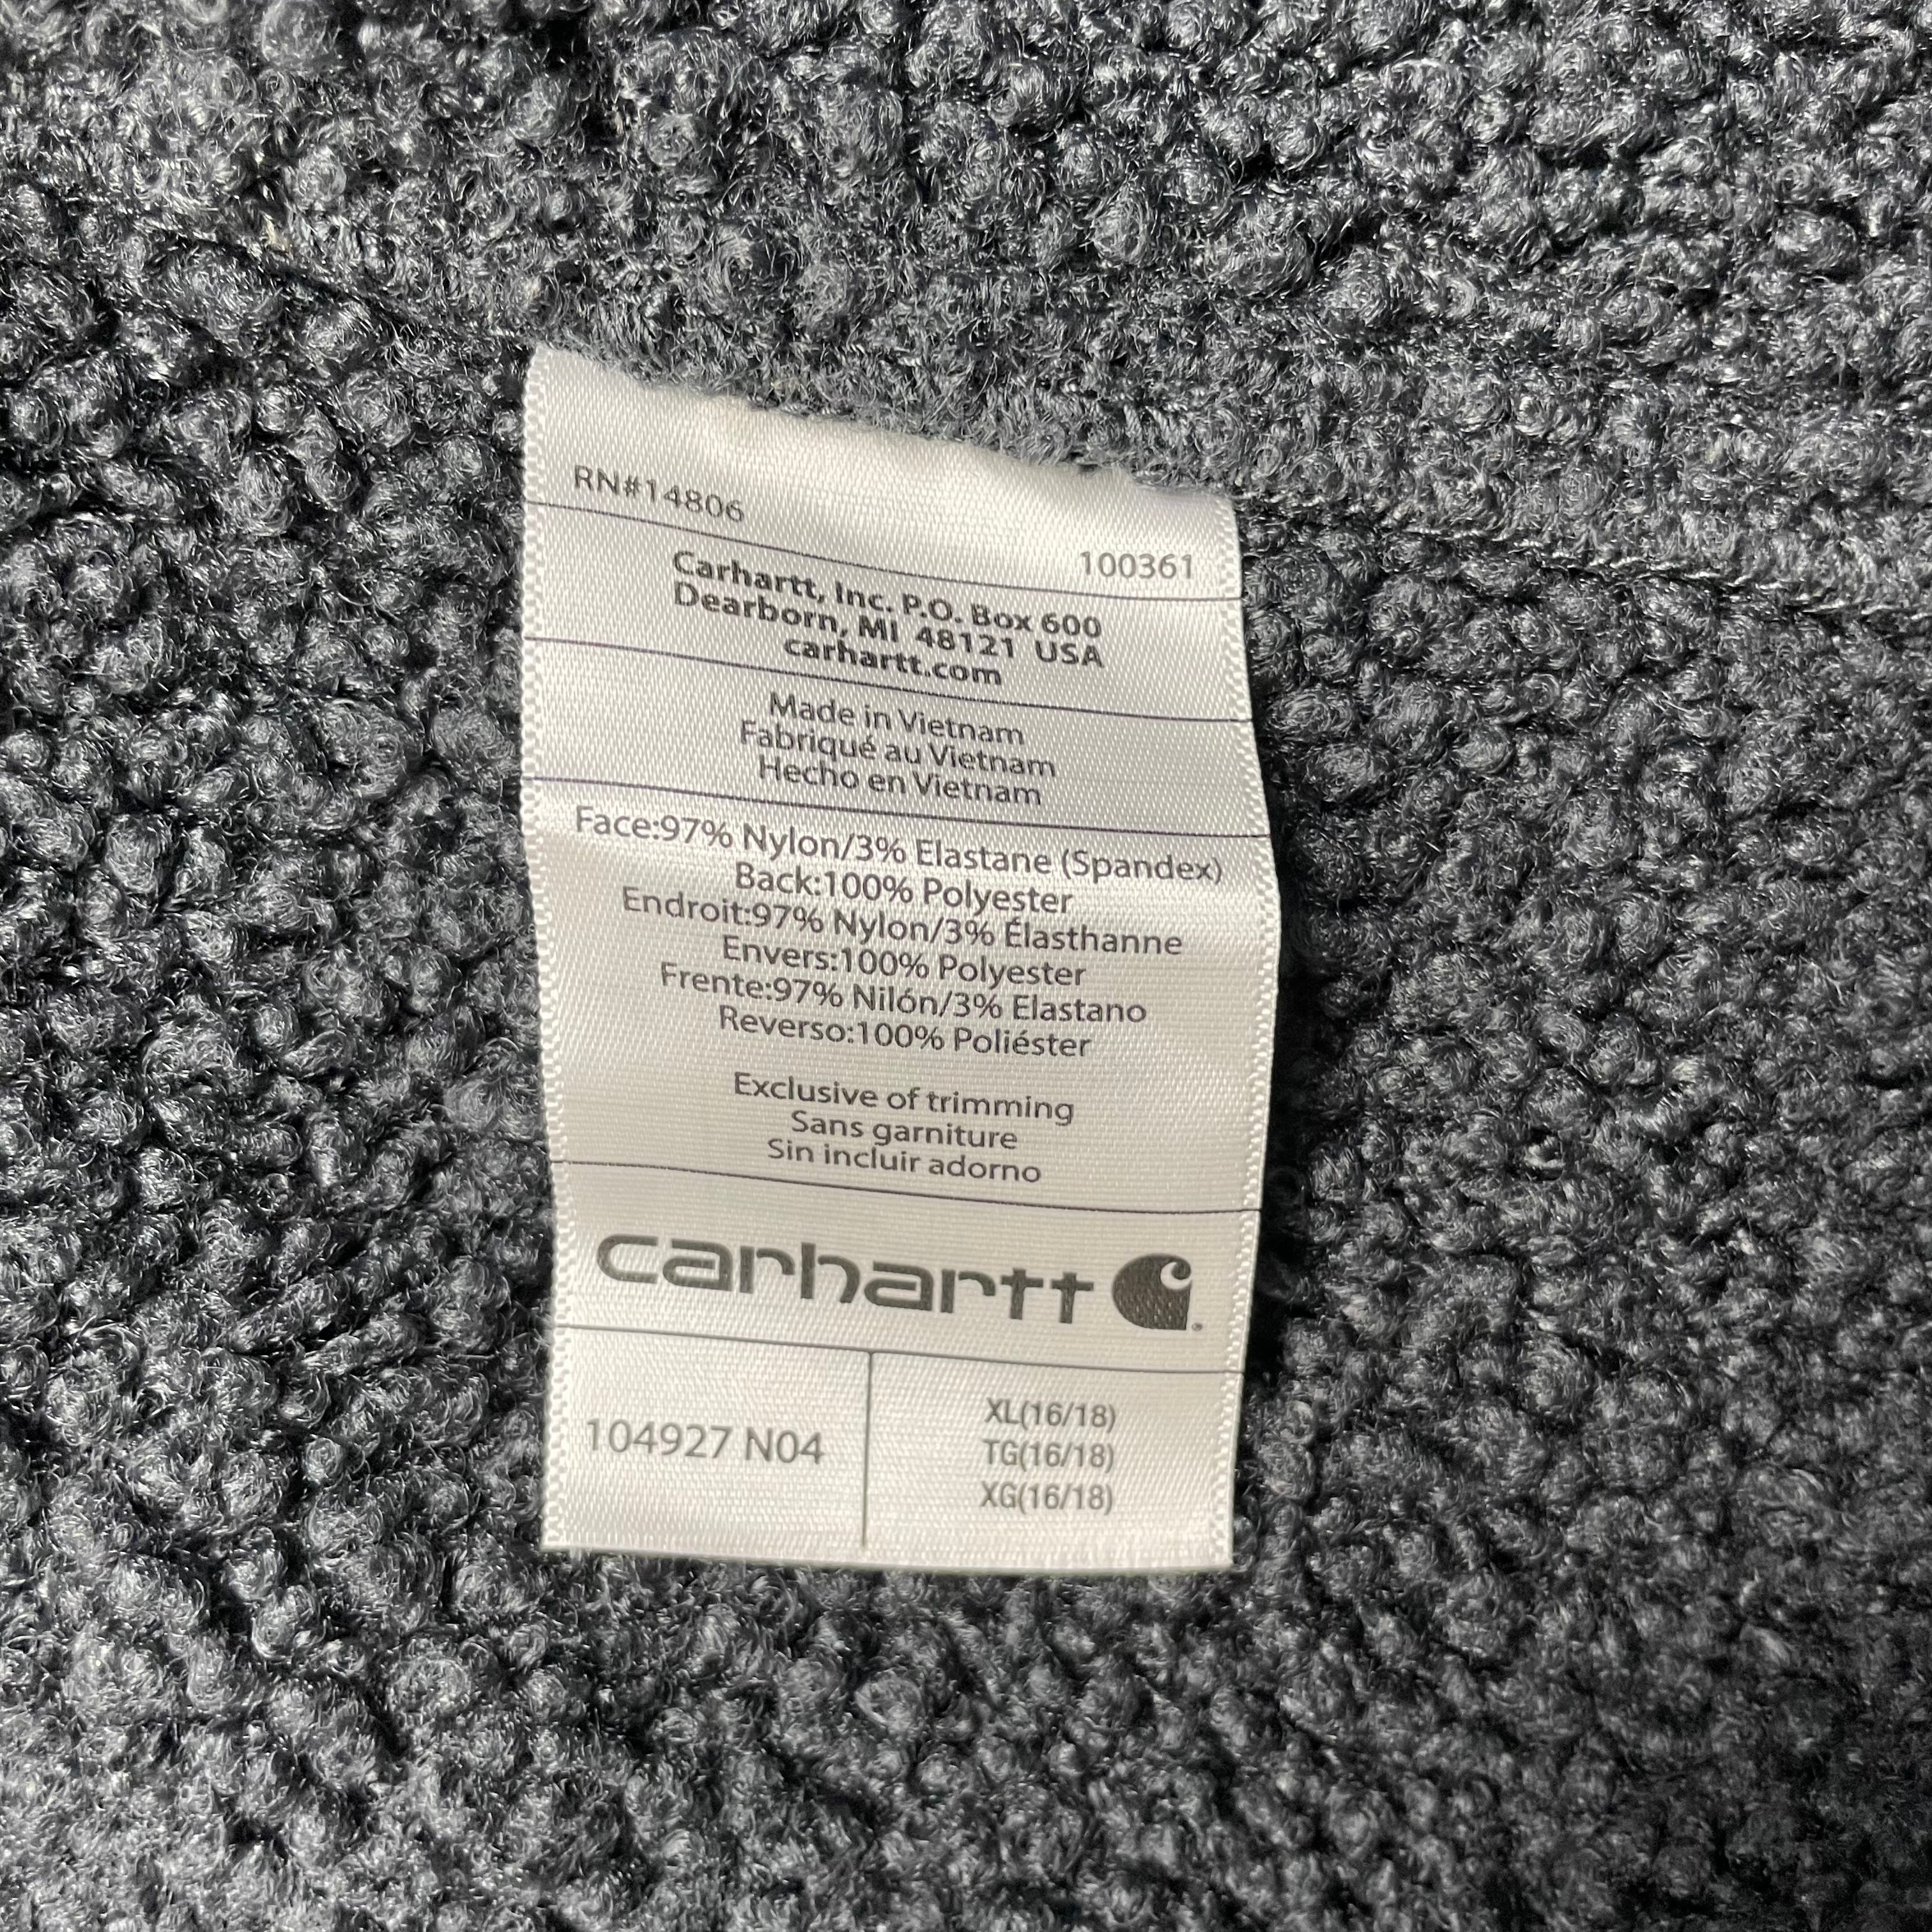 RN#14806
100361
Carhartt, Inc. P.O. Box 600
Dearborn, MI 48121 USA
carhartt.com
Made in Vietnam
Fabriqué au Vietnam
Hecho en Vietnam
Face:97% Nylon/3% Elastane (Spandex)
Back:100% Polyester
Endroit:97% Nylon/3% Élasthanne
Envers:100% Polyester
Frente:97% Nilón/3% Elastano
Reverso:100% Poliéster
Exclusive of trimming
Sans garniture
Sin incluir adorno
carhartt
104927 N04
XL(16/18)
TG(16/18)
XG(16/18)